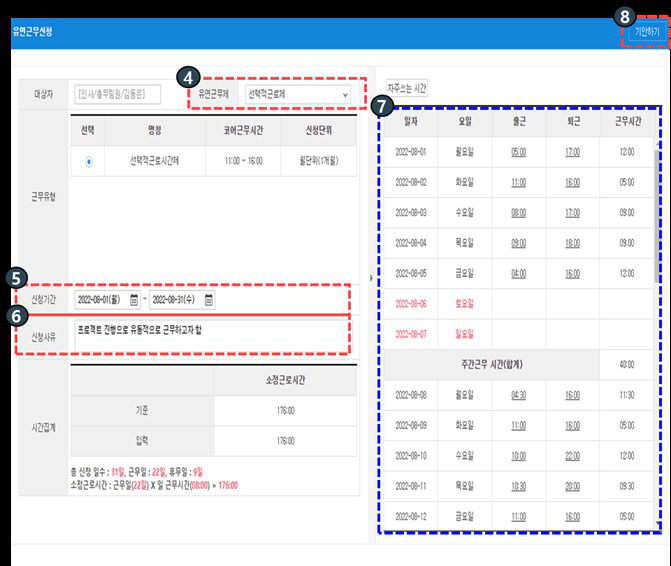 유연근무신청
8
기안하기
대상자 [인사/총무팀원/김동운] 4 유연근무제 선택적근로제
자주쓰는 시간
7
근무유형
선택 명칭 코어근무시간 신청단위
선택적근로시간제 11:00 ~ 16:00 월단위(1개월)
5
신청기간 2022-08-01(월) ~ 2022-08-31(수)
6
신청사유 프로젝트 진행으로 유동적으로 근무하고자 함
시간집계
소정근로시간
기준 176:00
입력 176:00
총 신청 일수 : 31일, 근무일 : 22일, 휴무일 : 9일
소정근로시간 : 근무일(22일) X 일 근무시간(08:00) = 176:00
일자 요일 출근 퇴근 근무시간
2022-08-01 월요일 05:00 17:00 12:00
2022-08-02 화요일 11:00 16:00 05:00
2022-08-03 수요일 08:00 17:00 09:00
2022-08-04 목요일 09:00 18:00 09:00
2022-08-05 금요일 04:00 16:00 12:00
2022-08-06 토요일
2022-08-07 일요일
주간근무 시간(합계) 40:00
2022-08-08 월요일 04:30 16:00 11:30
2022-08-09 화요일 11:00 16:00 05:00
2022-08-10 수요일 10:00 22:00 12:00
2022-08-11 목요일 10:30 20:00 09:30
2022-08-12 금요일 11:00 16:00 05:00